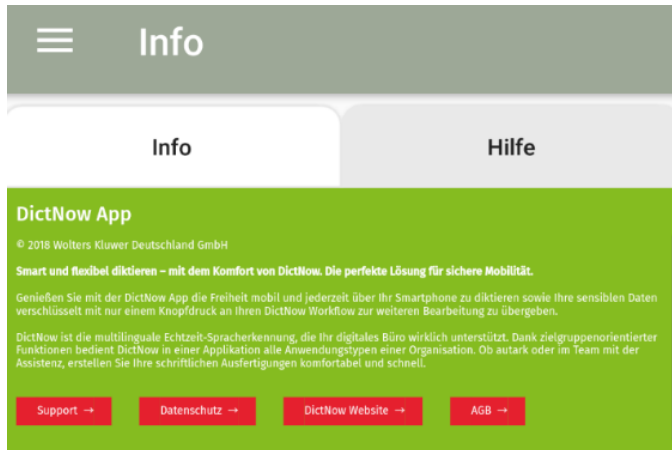 Info
Info
Hilfe
DictNow App
© 2018 Wolters Kluwer Deutschland GmbH
Smart und flexibel diktieren – mit dem Komfort von DictNow. Die perfekte Lösung für sichere Mobilität.
Genießen Sie mit der DictNow App die Freiheit mobil und jederzeit über Ihr Smartphone zu diktieren sowie Ihre sensiblen Daten
verschlüsselt mit nur einem Knopfdruck an Ihren DictNow Workflow zur weiteren Bearbeitung zu übergeben.
DictNow ist die multilinguale Echtzeit-Spracherkennung, die Ihr digitales Büro wirklich unterstützt. Dank zielgruppenorientierter
Funktionen bedient DictNow in einer Applikation alle Anwendungstypen einer Organisation. Ob autark oder im Team mit der
Assistenz, erstellen Sie Ihre schriftlichen Ausfertigungen komfortabel und schnell.
Support →
Datenschutz →
DictNow Website →
AGB →